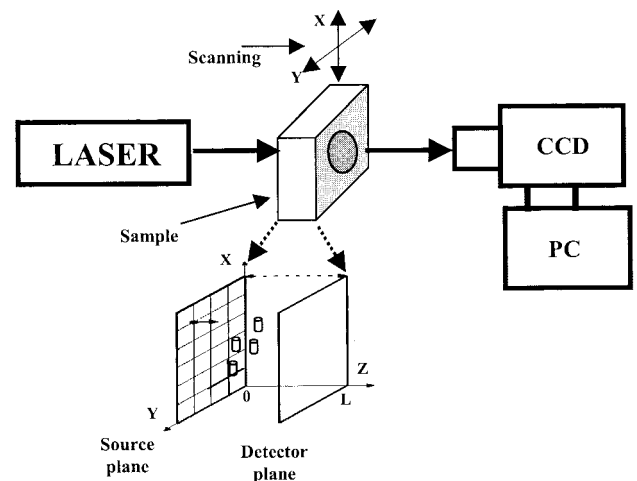 X
Scanning
Y
LASER
CCD
Sample
PC
X
Z
0
L
Y
Source
plane
Detector
plane